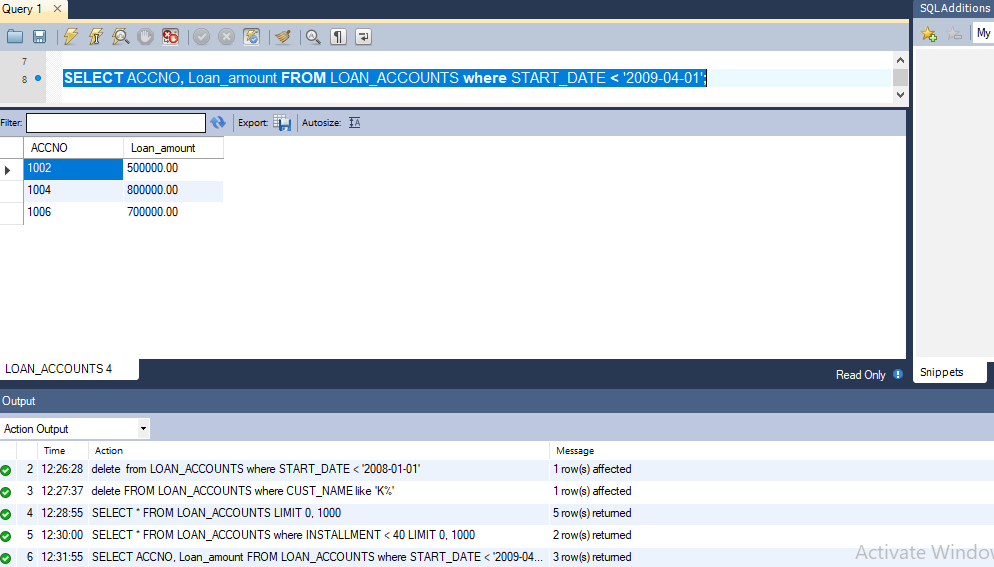 Query 1
SQLAdditions
My
7
8 SELECT ACCNO, Loan_amount FROM LOAN_ACCOUNTS where START_DATE < '2009-04-01';
Filter: Export: Autosize:
ACCNO Loan_amount
1002 500000.00
1004 800000.00
1006 700000.00
LOAN_ACCOUNTS 4
Read Only
Snippets
Output
Action Output
Time Action Message
2 12:26:28 delete from LOAN_ACCOUNTS where START_DATE < '2008-01-01' 1 row(s) affected
3 12:27:37 delete FROM LOAN_ACCOUNTS where CUST_NAME like 'K%' 1 row(s) affected
4 12:28:55 SELECT * FROM LOAN_ACCOUNTS LIMIT 0, 1000 5 row(s) returned
5 12:30:00 SELECT * FROM LOAN_ACCOUNTS where INSTALLMENT < 40 LIMIT 0, 1000 2 row(s) returned
6 12:31:55 SELECT ACCNO, Loan_amount FROM LOAN_ACCOUNTS where START_DATE < '2009-04... 3 row(s) returned
Activate Windo